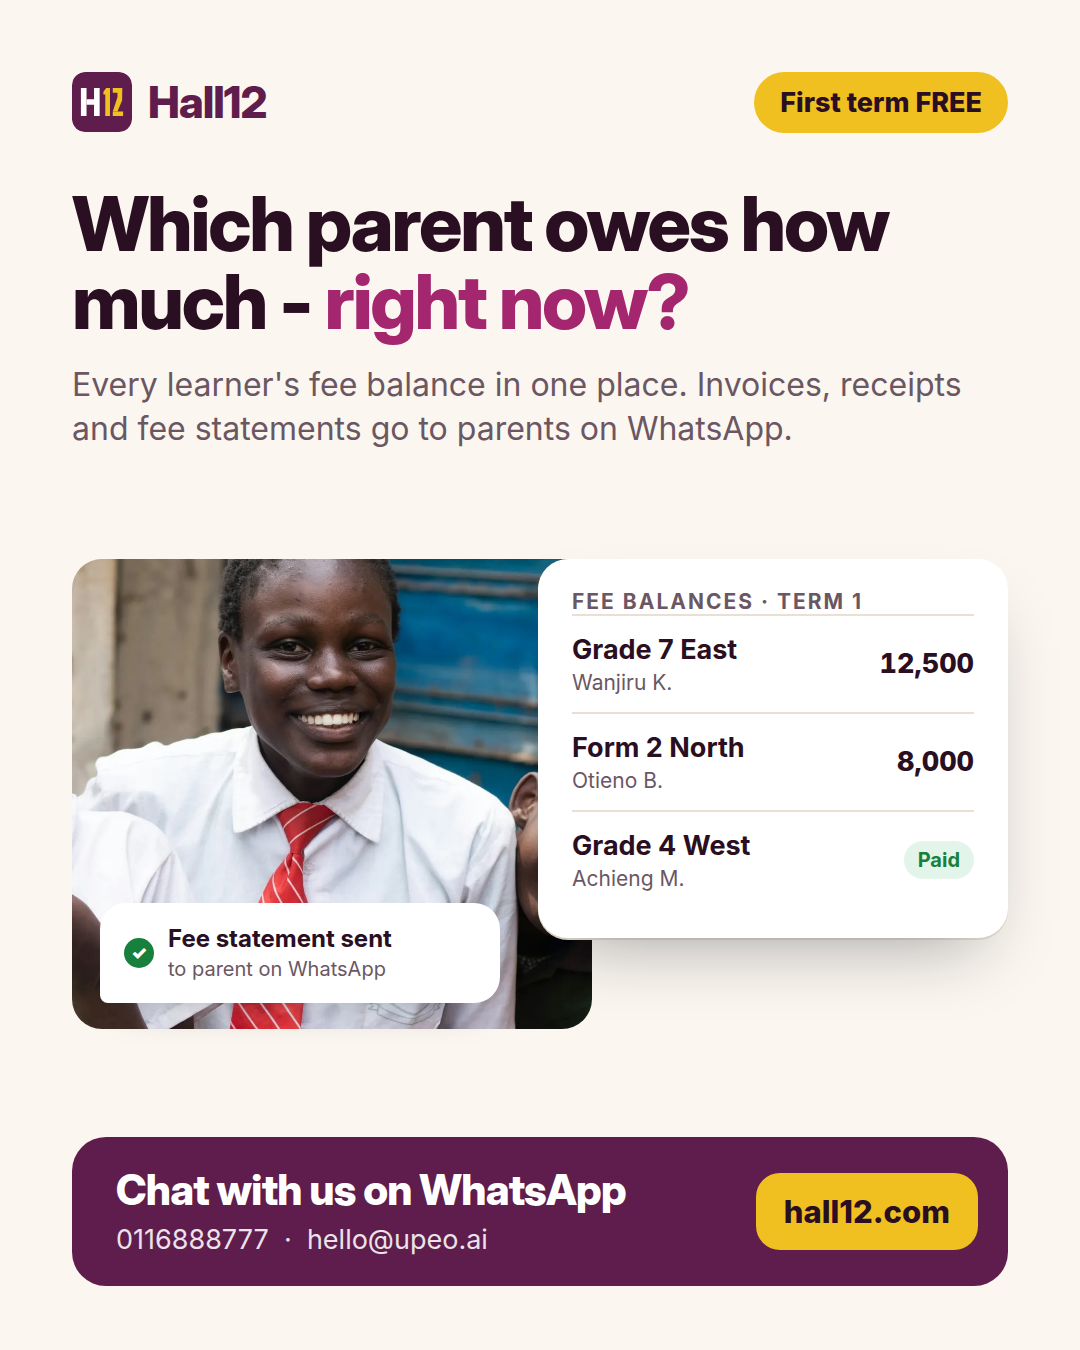 H12 Hall12
First term FREE
Which parent owes how
much - right now?
Every learner's fee balance in one place. Invoices, receipts
and fee statements go to parents on WhatsApp.
FEE BALANCES · TERM 1
Grade 7 East
Wanjiru K.
12,500
Form 2 North
Otieno B.
8,000
Grade 4 West
Achieng M.
Paid
Fee statement sent
to parent on WhatsApp
Chat with us on WhatsApp
0116888777 · hello@upeo.ai
hall12.com